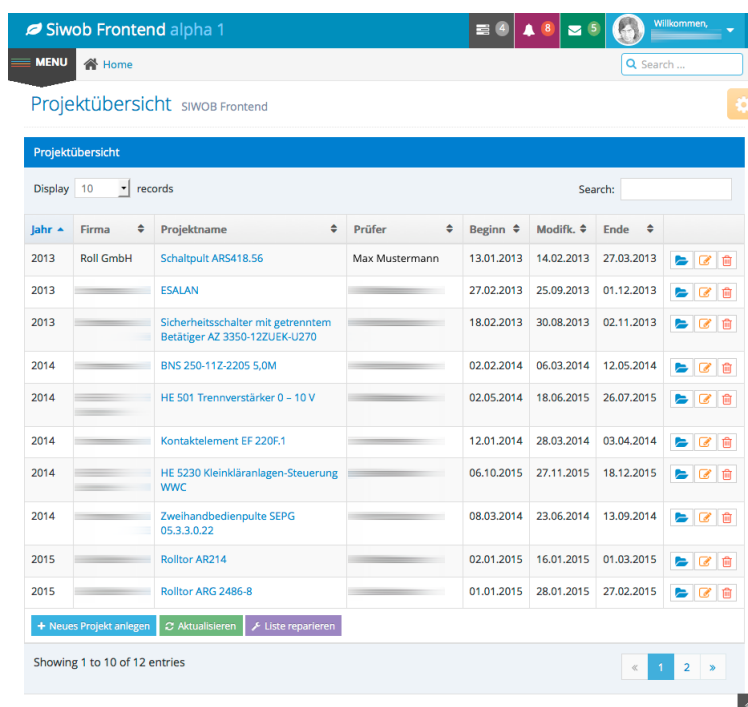 Siwob Frontend alpha 1
4
8
5
Willkommen,
MENU
Home
Search ...
Projektübersicht SIWOB Frontend
Projektübersicht
Display 10 records
Search:
Jahr Firma Projektname Prüfer Beginn Modifk. Ende
2013 Roll GmbH Schaltpult ARS418.56 Max Mustermann 13.01.2013 14.02.2013 27.03.2013
2013 ESALAN 27.02.2013 25.09.2013 01.12.2013
2013 Sicherheitsschalter mit getrenntem 18.02.2013 30.08.2013 02.11.2013
Betätiger AZ 3350-12ZUEK-U270
2014 BNS 250-11Z-2205 5,0M 02.02.2014 06.03.2014 12.05.2014
2014 HE 501 Trennverstärker 0 – 10 V 02.05.2014 18.06.2015 26.07.2015
2014 Kontaktelement EF 220F.1 12.01.2014 28.03.2014 03.04.2014
2014 HE 5230 Kleinkläranlagen-Steuerung 06.10.2015 27.11.2015 18.12.2015
WWC
2014 Zweihandbedienpulte SEPG 08.03.2014 23.06.2014 13.09.2014
05.3.3.0.22
2015 Rolltor AR214 02.01.2015 16.01.2015 01.03.2015
2015 Rolltor ARG 2486-8 01.01.2015 28.01.2015 27.02.2015
+ Neues Projekt anlegen Aktualisieren Liste reparieren
Showing 1 to 10 of 12 entries
« 1 2 »